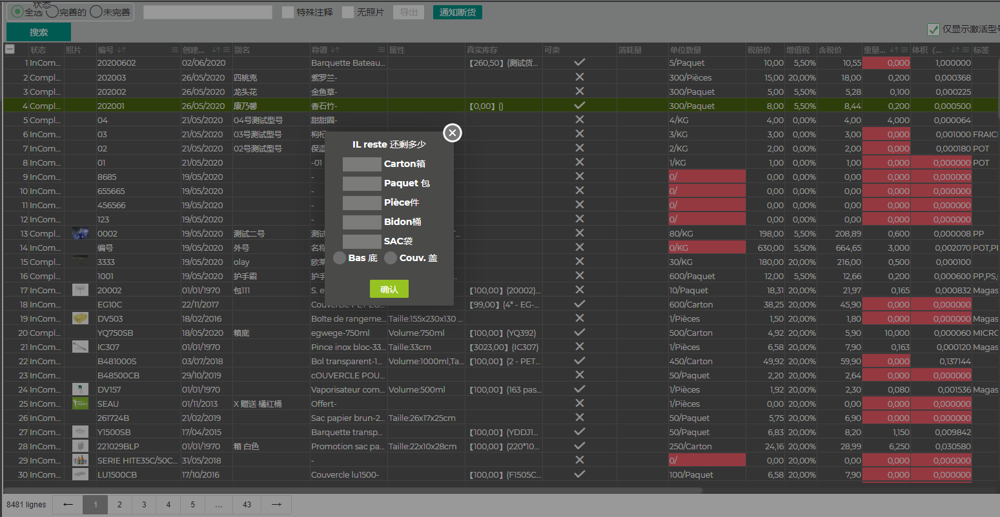 状态
全选 完善的 未完善 特殊注释 无照片 导出 通知断货
搜索 仅显示激活型号
状态 照片 编号 创建... 别名 称谓 属性 真实库存 可卖 消耗量 单位数量 税前价 增值税 含税价 重量... 体积（... 标签
1 InCom... 20200602 02/06/2020 Barquette Bateau... 【260,50】(测试货... 5/Paquet 10,00 5,50% 10,55 0,000 1,000000
2 Compl... 202003 26/05/2020 四桃克 紫罗兰- 300/Pièces 15,00 20,00% 18,00 0,200 0,000368
3 Compl... 202002 26/05/2020 龙头花 金鱼草- 300/Paquet 5,00 5,50% 5,28 0,100 0,000225
4 Compl... 202001 26/05/2020 康乃馨 香石竹- 【0,00】() 300/Paquet 8,00 5,50% 8,44 0,200 0,000500
5 Compl... 04 21/05/2020 04号测试型号 甜甜圈- 4/KG 4,00 0,00% 4,00 4,000 0,000064
6 InCom... 03 21/05/2020 03号测试型号 枸杞 3/KG 3,00 0,00% 3,00 0,000 0,001000 FRAIC
7 InCom... 02 21/05/2020 02号测试型号 保温 2/KG 2,00 0,00% 2,00 0,000 0,000180 POT
8 InCom... 01 21/05/2020 -01 1/KG 1,00 0,00% 1,00 0,000 0,000000 POT
9 InCom... 8685 19/05/2020 - 0/ 0,00 0,00% 0,00 0,000 0,000000
10 InCom... 655665 19/05/2020 - 0/ 0,00 0,00% 0,00 0,000 0,000000
11 InCom... 456566 19/05/2020 - 0/ 0,00 0,00% 0,00 0,000 0,000000
12 InCom... 123 19/05/2020 - 0/ 0,00 0,00% 0,00 0,000 0,000000
13 Compl... 0002 19/05/2020 测试二号 测试 T... 80/KG 198,00 5,50% 208,89 0,600 0,000008 PP
14 InCom... 编号 19/05/2020 外号 名称 0/KG 630,00 5,50% 664,65 3,000 0,002070 POT,PI
15 Compl... 3333 19/05/2020 olay 欧莱 30/KG 180,00 20,00% 216,00 0,500 0,000100
16 Compl... 1001 19/05/2020 护手霜 护手 600/Paquet 12,00 5,50% 12,66 0,200 0,000600 PP,PS,
17 InCom... 20002 01/01/1970 包111 S. e 【100,00】(20002)... 10/Paquet 18,31 20,00% 21,97 0,165 0,000832 Magas
18 InCom... EG10C 22/11/2017 Couvercle PET EG... 【99,00】(4* - EG-... 600/Carton 38,25 20,00% 45,90 0,000 0,000000
19 InCom... DV503 18/02/2016 Boîte de rangeme... Taille:155x230x130 ... 1/Pièces 1,50 20,00% 1,80 0,000 0,000000 Magas
20 Compl... YQ750SB 18/05/2020 箱底 egwege-750ml Volume:750ml 【100,00】(YQ392) 500/Carton 4,92 20,00% 5,90 10,000 0,000060 MICRO
21 InCom... IC307 01/01/1970 Pince inox bloc-33... Taille:33cm 【3023,00】(IC307) 1/Pièces 6,58 20,00% 7,90 0,163 0,000120 Magas
22 InCom... B481000S 03/07/2018 Bol transparent-1... Volume:1000ml,Ta... 【100,00】(2 - PET... 450/Carton 49,92 20,00% 59,90 0,000 0,137144
23 InCom... B48500CB 29/10/2019 cOUVERCLE POU... 50/Paquet 2,20 20,00% 2,64 0,000 0,000000
24 InCom... DV157 01/01/1970 Vaporisateur com... Volume:500ml 【100,00】(163 pas... 1/Pièces 1,92 20,00% 2,30 0,080 0,001536 Magas
25 InCom... SEAU 01/11/2013 X 赠送 橘红桶 Offert- 1/Pièces 0,00 20,00% 0,00 0,000 0,000000
26 InCom... 261724B 21/02/2019 Sac papier brun-2... Taille:26x17x25cm 50/Paquet 5,75 20,00% 6,90 0,000 0,000000
27 InCom... Y1500SB 17/04/2015 Barquette transp... 【100,00】(YDDJ1... 50/Paquet 6,83 20,00% 8,20 1,150 0,009842
28 InCom... 221029BLP 01/01/1970 箱 白色 Promotion sac pa... Taille:22x10x28cm 【100,00】(220*10... 250/Carton 24,16 20,00% 28,99 6,250 0,030580
29 InCom... SERIE HITE35C/50C... 31/05/2018 - 0/ 0,00 20,00% 0,00 0,000 0,000000
30 InCom... LU1500CB 17/10/2016 Couvercle lu1500- 【100,00】(F1505C... 100/Paquet 6,58 20,00% 7,90 0,000 0,000000
IL reste 还剩多少
Carton箱
Paquet 包
Pièce件
Bidon桶
SAC袋
Bas 底 Couv. 盖
确认
8481 lignes ← 1 2 3 4 5 ... 43 →